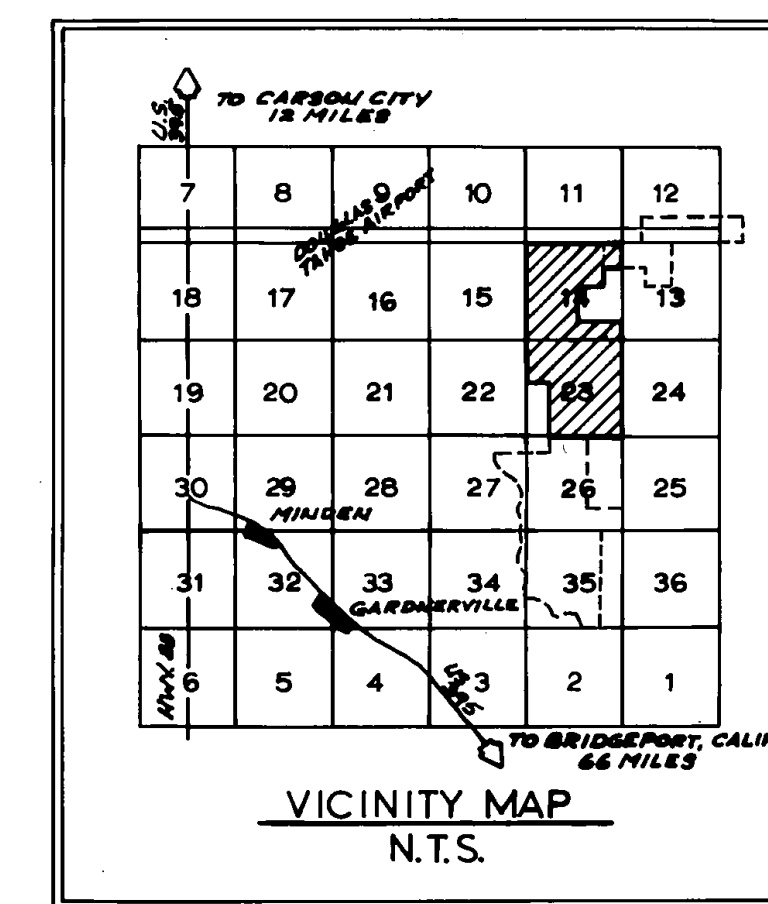 TO CARSON CITY
12 MILES
U.S.
395
7 8 9 10 11 12
DOUGLAS
TAHOE AIRPORT
18 17 16 15 14 13
19 20 21 22 23 24
30 29 28 27 26 25
MINDEN
31 32 33 34 35 36
GARDNERVILLE
HWY. 88
6 5 4 3 2 1
U.S.
395
TO BRIDGEPORT, CALIF
66 MILES
VICINITY MAP
N.T.S.